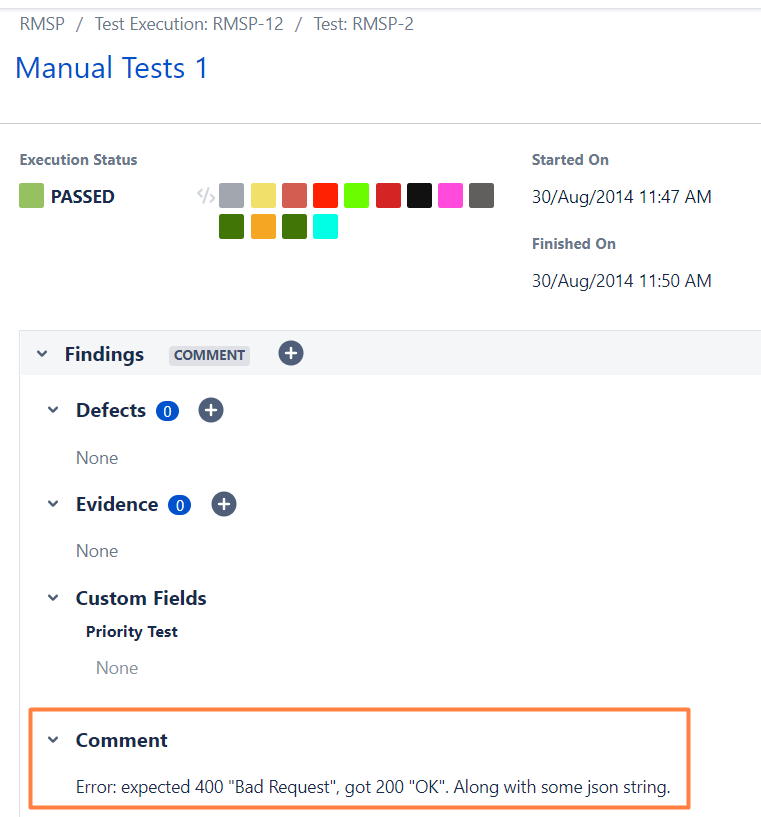 RMSP / Test Execution: RMSP-12 / Test: RMSP-2
Manual Tests 1
Execution Status
Started On
PASSED
</>
30/Aug/2014 11:47 AM
Finished On
30/Aug/2014 11:50 AM
Findings COMMENT
Defects 0
None
Evidence 0
None
Custom Fields
Priority Test
None
Comment
Error: expected 400 "Bad Request", got 200 "OK". Along with some json string.